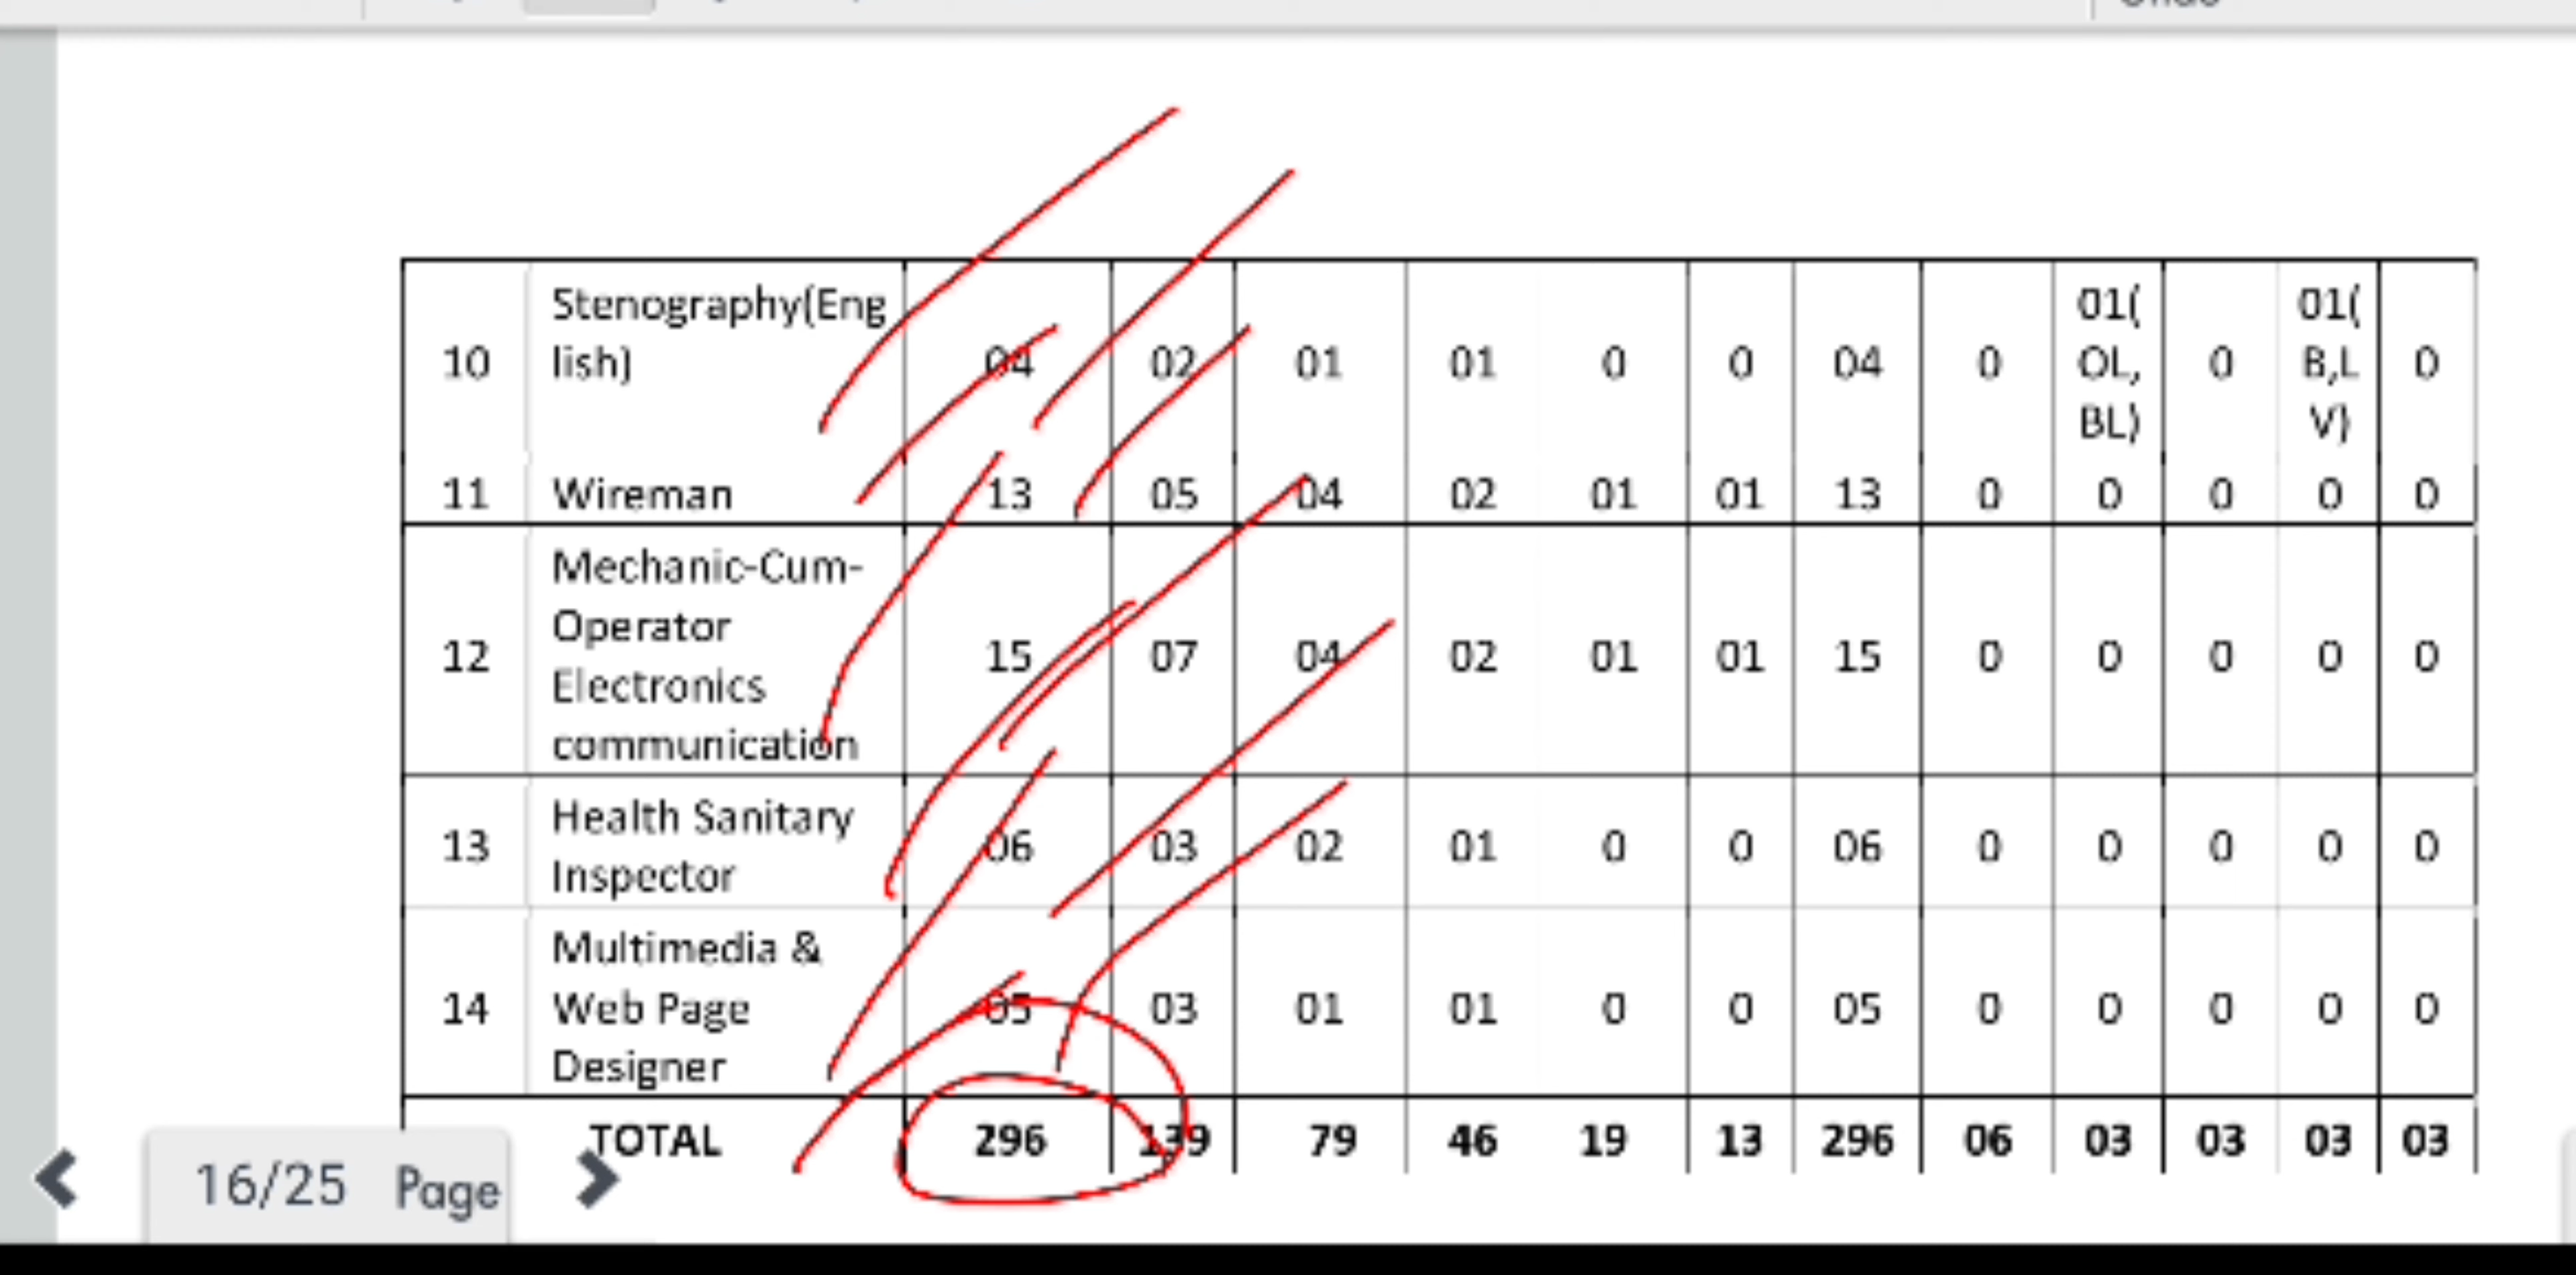 Stenography(Eng
lish)
10 04 02 01 01 0 0 04 0 01(
OL,
BL) 0 01(
B,L
V) 0
11 Wireman 13 05 04 02 01 01 13 0 0 0 0 0
12 Mechanic-Cum-
Operator
Electronics
communication 15 07 04 02 01 01 15 0 0 0 0 0
13 Health Sanitary
Inspector 06 03 02 01 0 0 06 0 0 0 0 0
14 Multimedia &
Web Page
Designer 05 03 01 01 0 0 05 0 0 0 0 0
TOTAL 296 139 79 46 19 13 296 06 03 03 03 03
16/25 Page